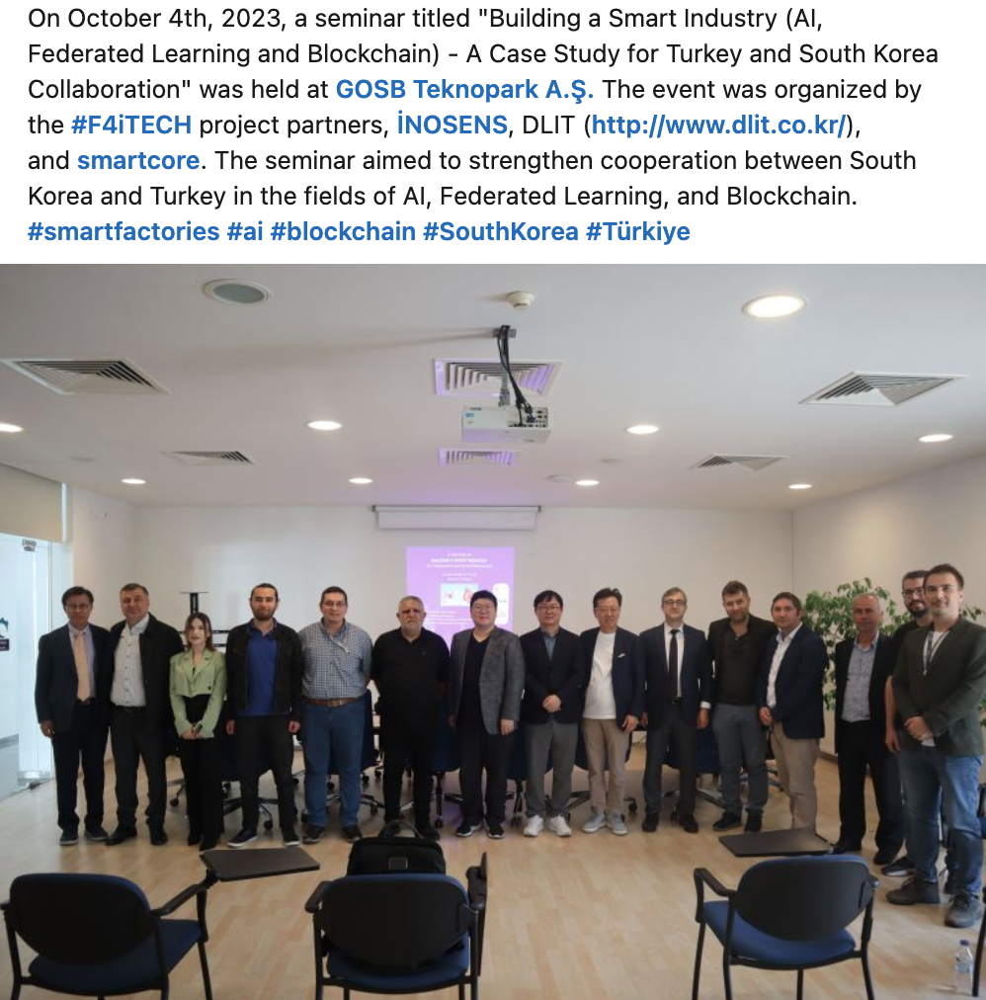 On October 4th, 2023, a seminar titled "Building a Smart Industry (AI,
Federated Learning and Blockchain) - A Case Study for Turkey and South Korea
Collaboration" was held at GOSB Teknopark A.Ş. The event was organized by
the #F4iTECH project partners, İNOSENS, DLIT (http://www.dlit.co.kr/),
and smartcore. The seminar aimed to strengthen cooperation between South
Korea and Turkey in the fields of AI, Federated Learning, and Blockchain.
#smartfactories #ai #blockchain #SouthKorea #Türkiye